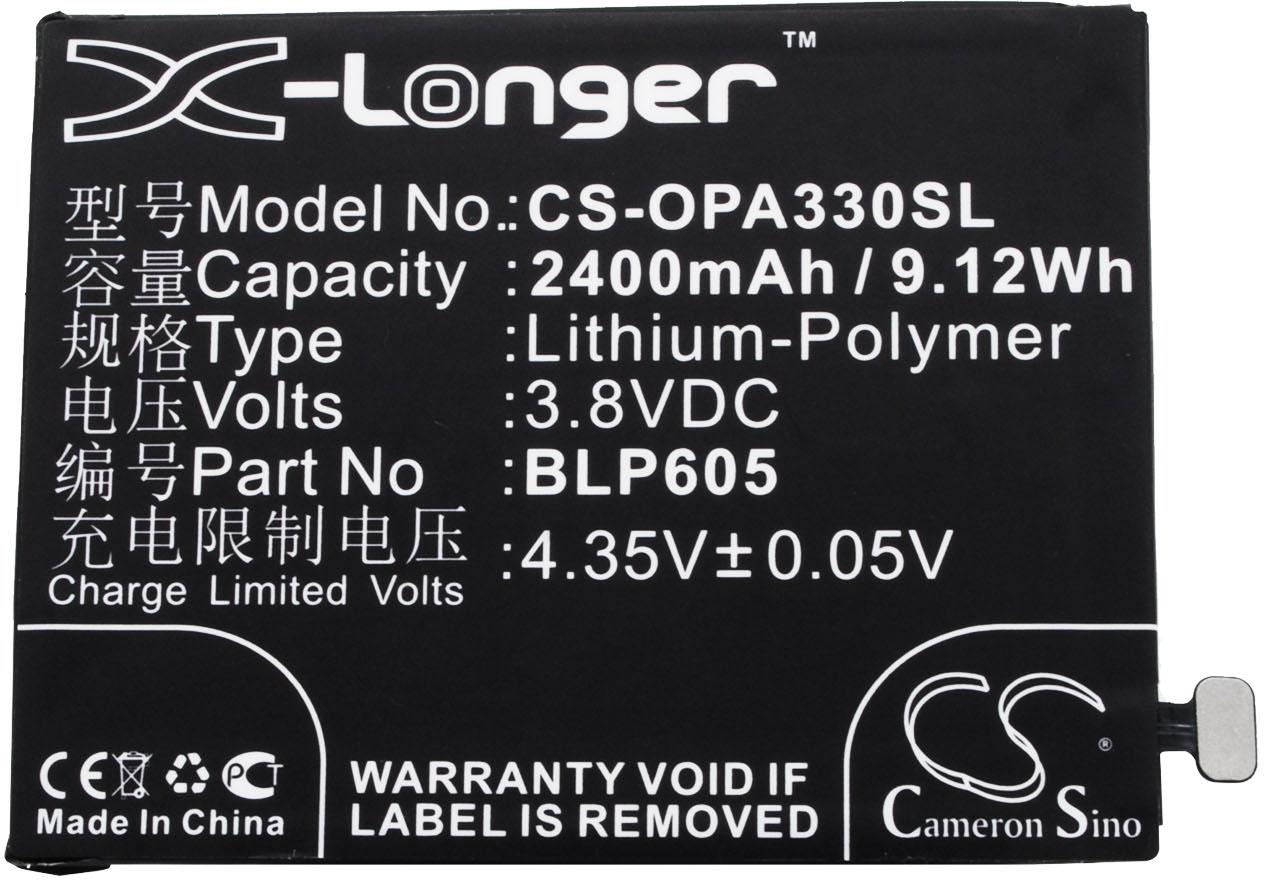 X-Longer™
型号Model No.:CS-OPA330SL
容量Capacity :2400mAh / 9.12Wh
规格Type :Lithium-Polymer
电压Volts :3.8VDC
编号Part No :BLP605
充电限制电压 :4.35V±0.05V
Charge Limited Volts
CE PCT
Made In China
WARRANTY VOID IF
LABEL IS REMOVED
CS®
Cameron Sino